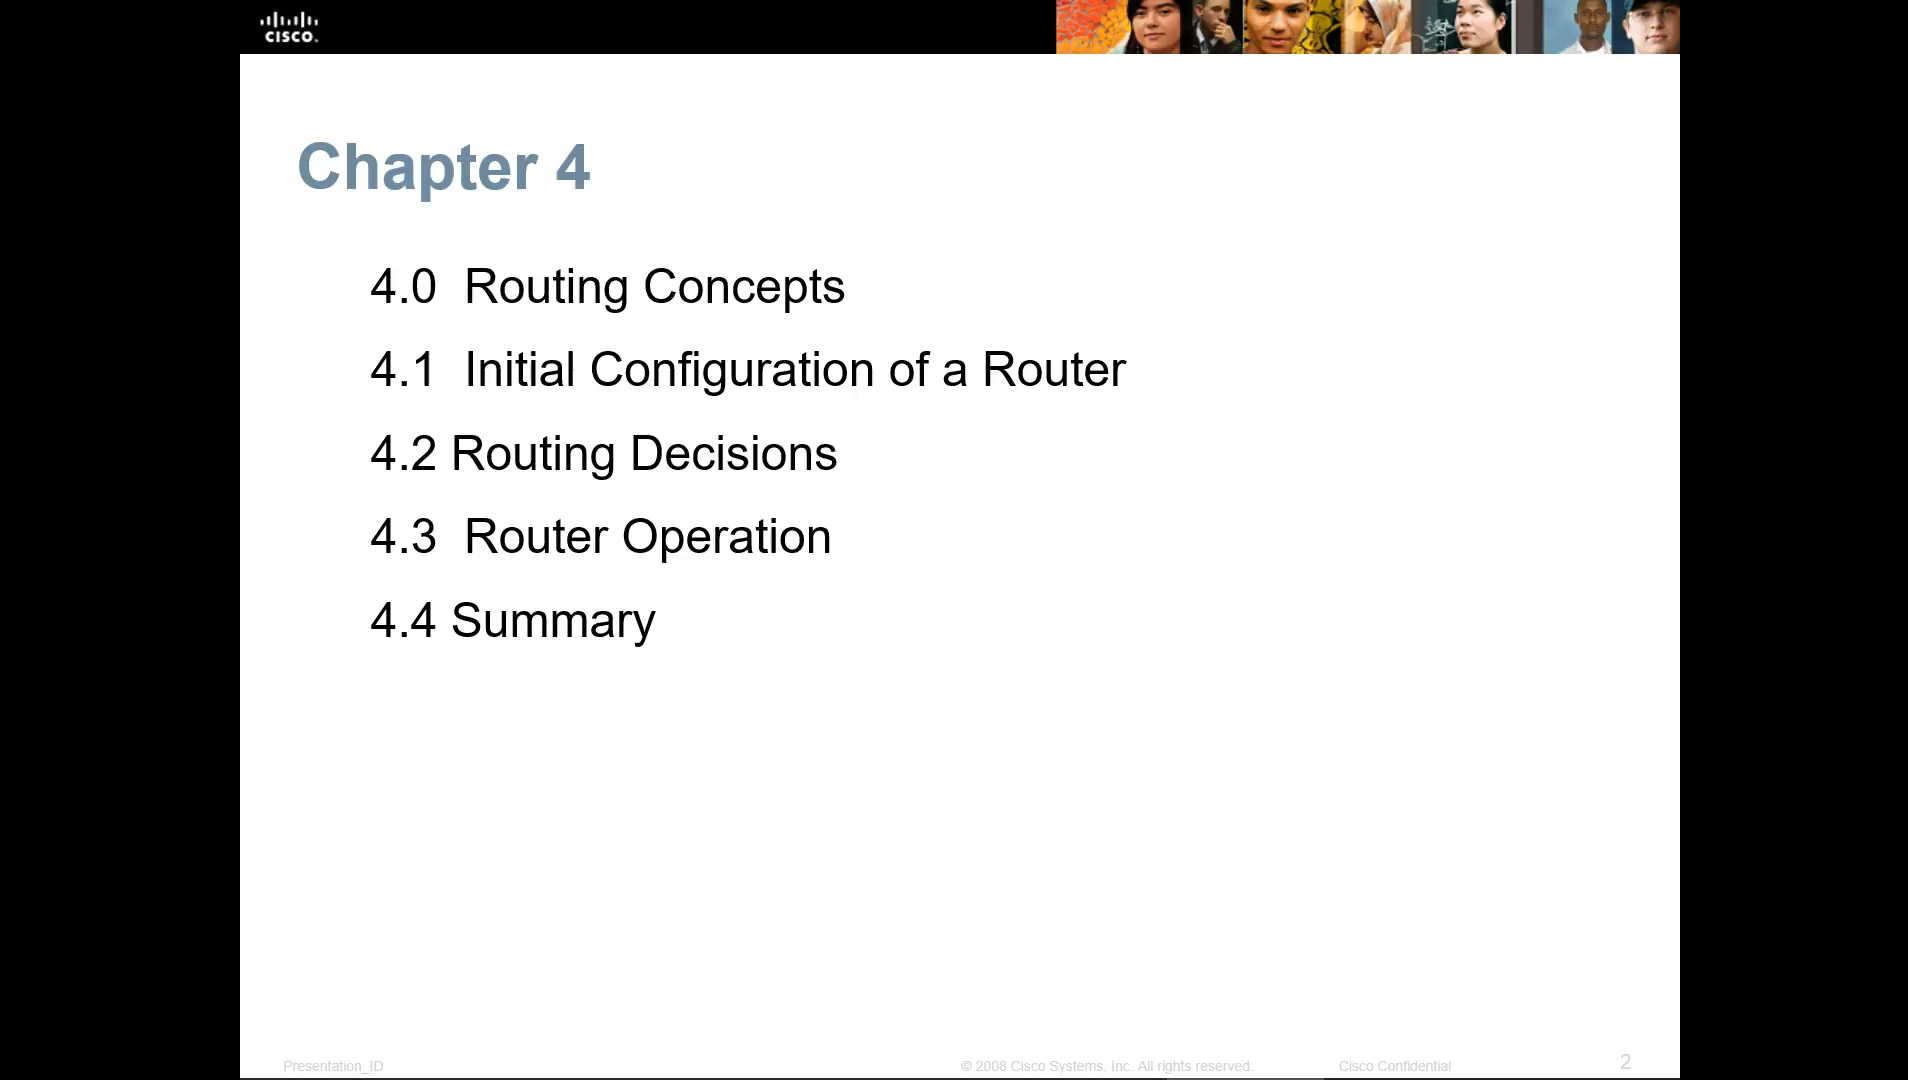 CISCO.
Chapter 4
4.0 Routing Concepts
4.1 Initial Configuration of a Router
4.2 Routing Decisions
4.3 Router Operation
4.4 Summary
Presentation_ID © 2008 Cisco Systems, Inc. All rights reserved. Cisco Confidential 2